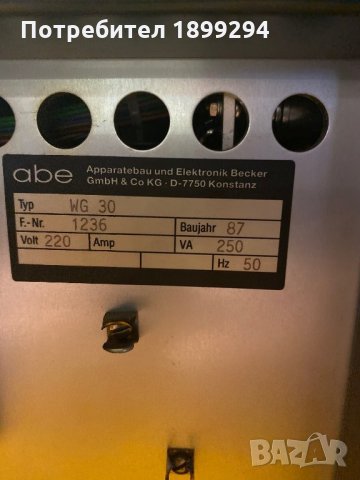 Потребител 1899294
abe
Apparatebau und Elektronik Becker
GmbH & Co KG · D-7750 Konstanz
Typ WG 30
F.-Nr. 1236 Baujahr 87
Volt 220 Amp VA 250
Hz 50
BAZAR